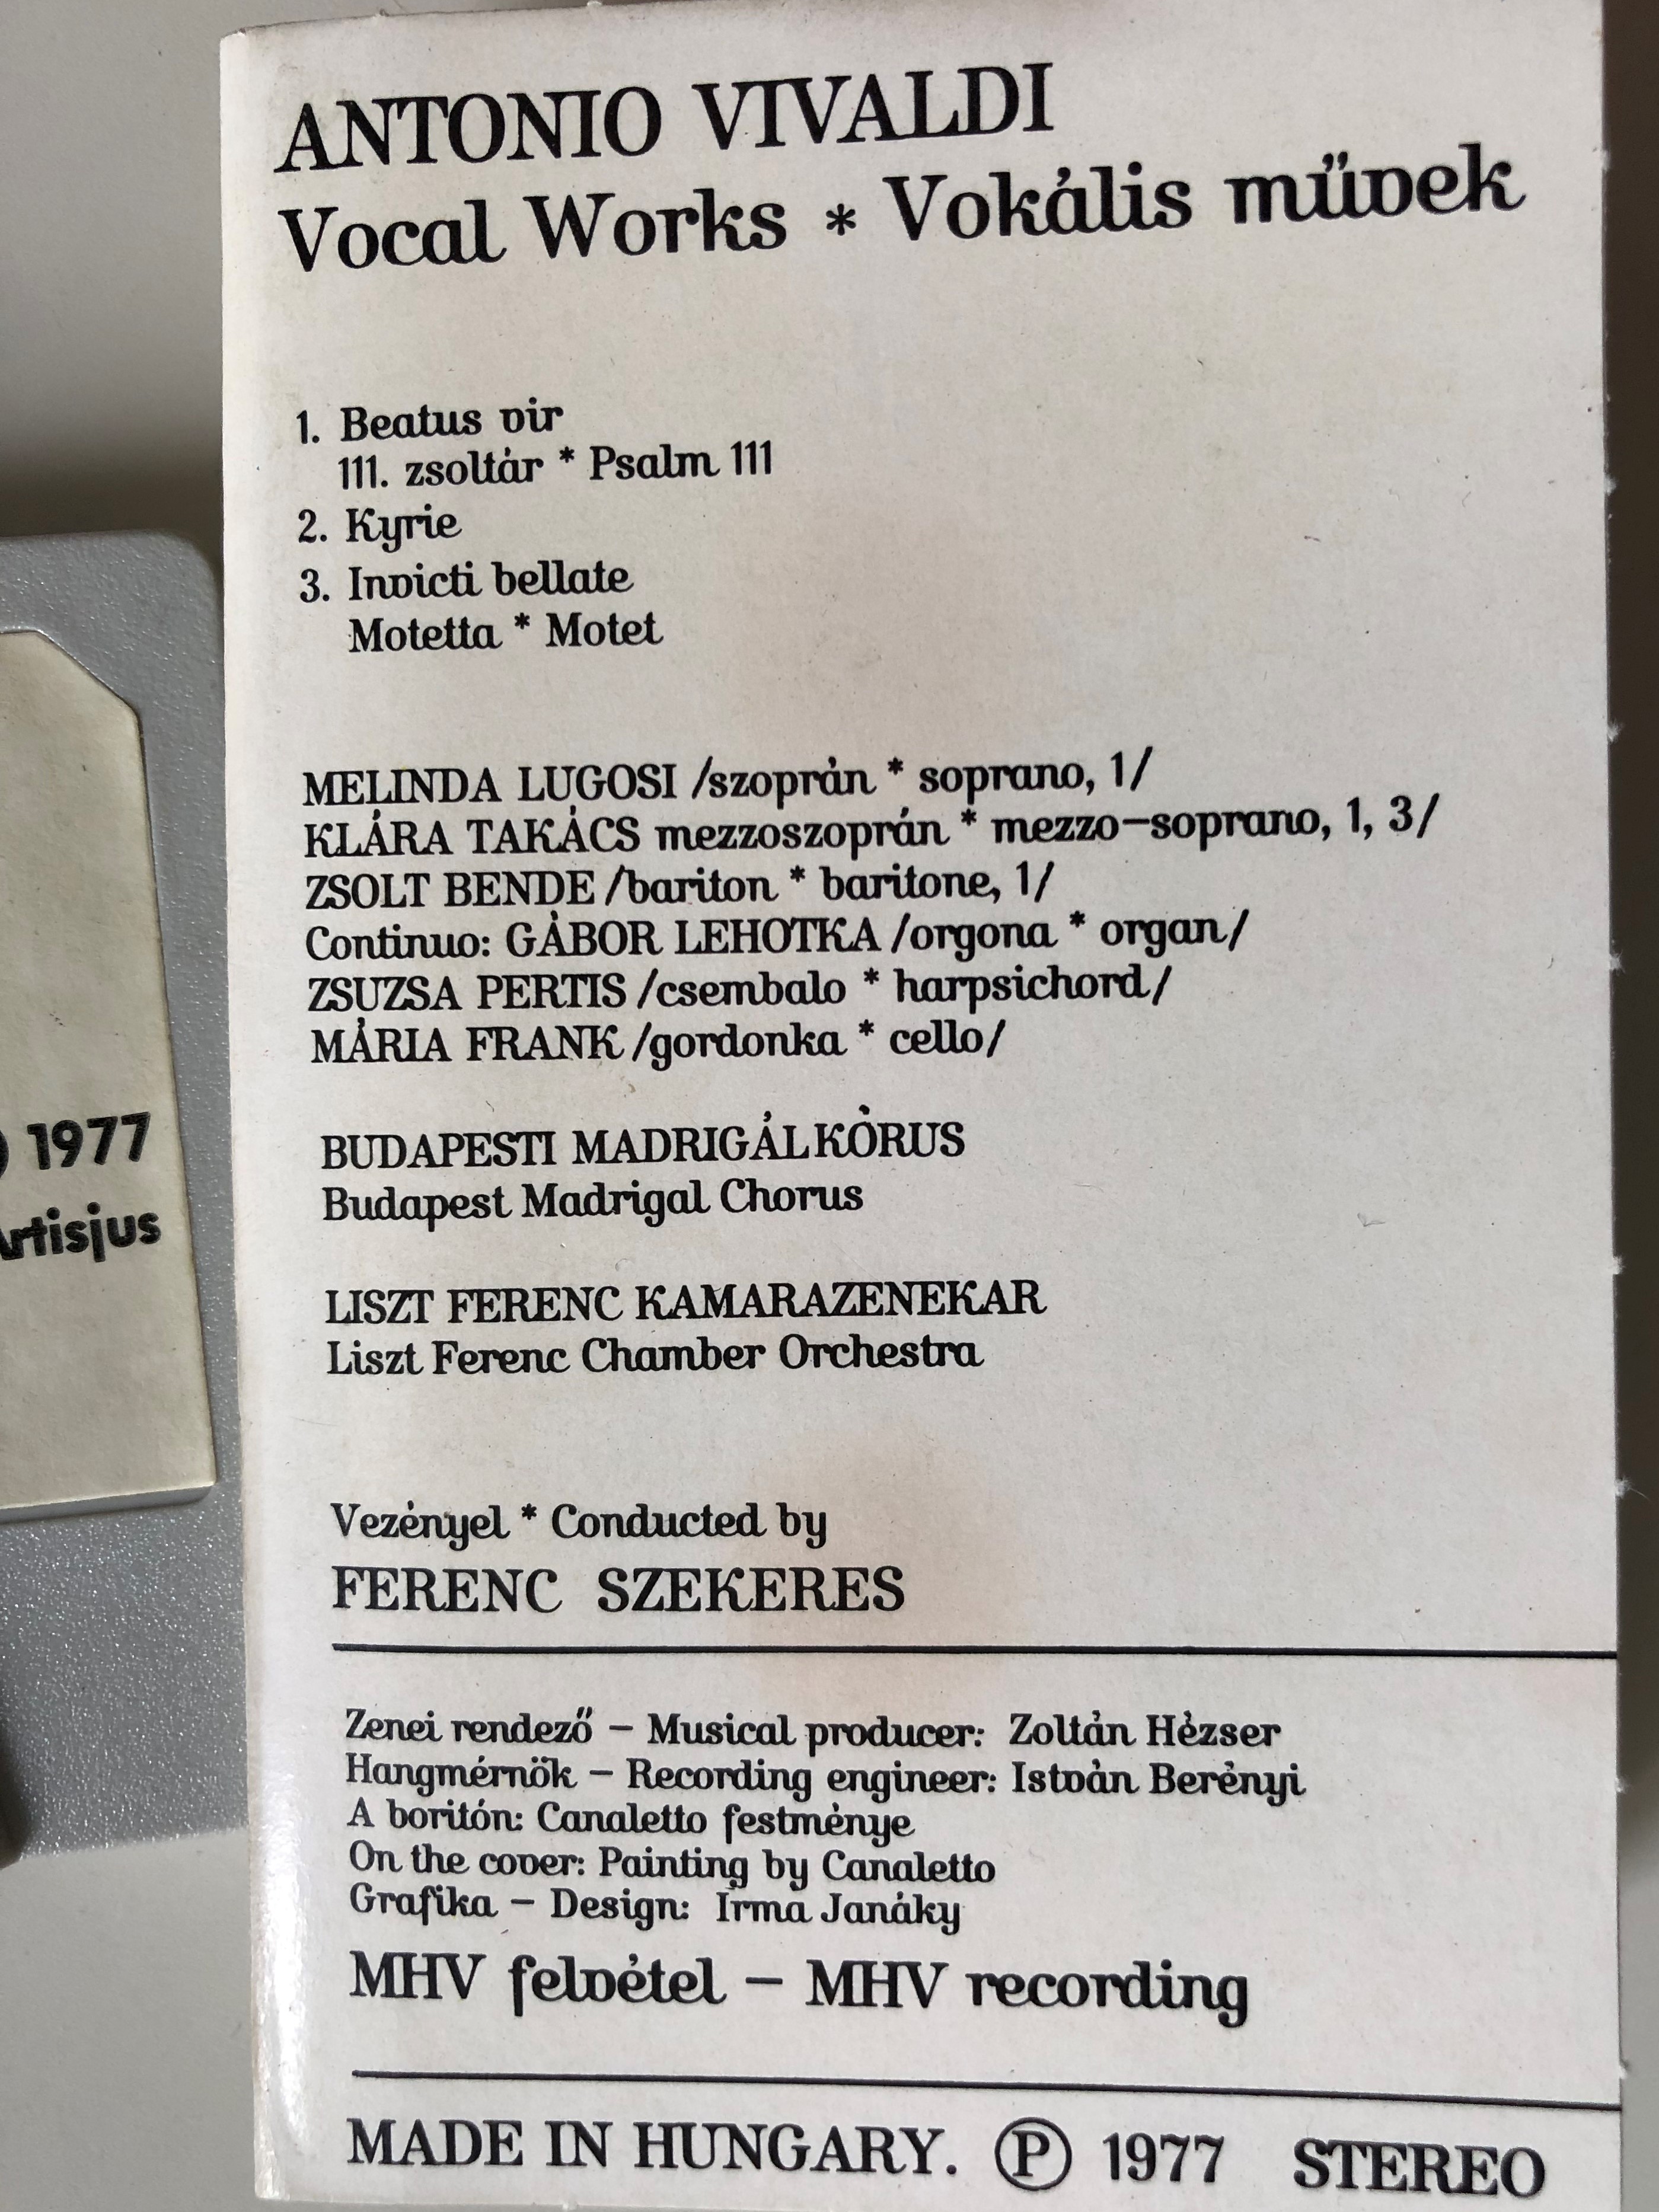 ANTONIO VIVALDI
Vocal Works * Vokális művek
1. Beatus vir
111. zsoltár * Psalm 111
2. Kyrie
3. Invicti bellate
Motetta * Motet
MELINDA LUGOSI /szoprán * soprano, 1/
KLÁRA TAKÁCS mezzoszoprán * mezzo-soprano, 1, 3/
ZSOLT BENDE /bariton * baritone, 1/
Continuo: GÁBOR LEHOTKA /orgona * organ/
ZSUZSA PERTIS /csembalo * harpsichord/
MÁRIA FRANK /gordonka * cello/
BUDAPESTI MADRIGÁLKÓRUS
Budapest Madrigal Chorus
LISZT FERENC KAMARAZENEKAR
Liszt Ferenc Chamber Orchestra
Vezényel * Conducted by
FERENC SZEKERES
Zenei rendező – Musical producer: Zoltán Hézser
Hangmérnök – Recording engineer: István Berényi
A boritón: Canaletto festménye
On the cover: Painting by Canaletto
Grafika – Design: Irma Janáky
MHV felvétel – MHV recording
MADE IN HUNGARY. Ⓟ 1977 STEREO
1977
Artisjus